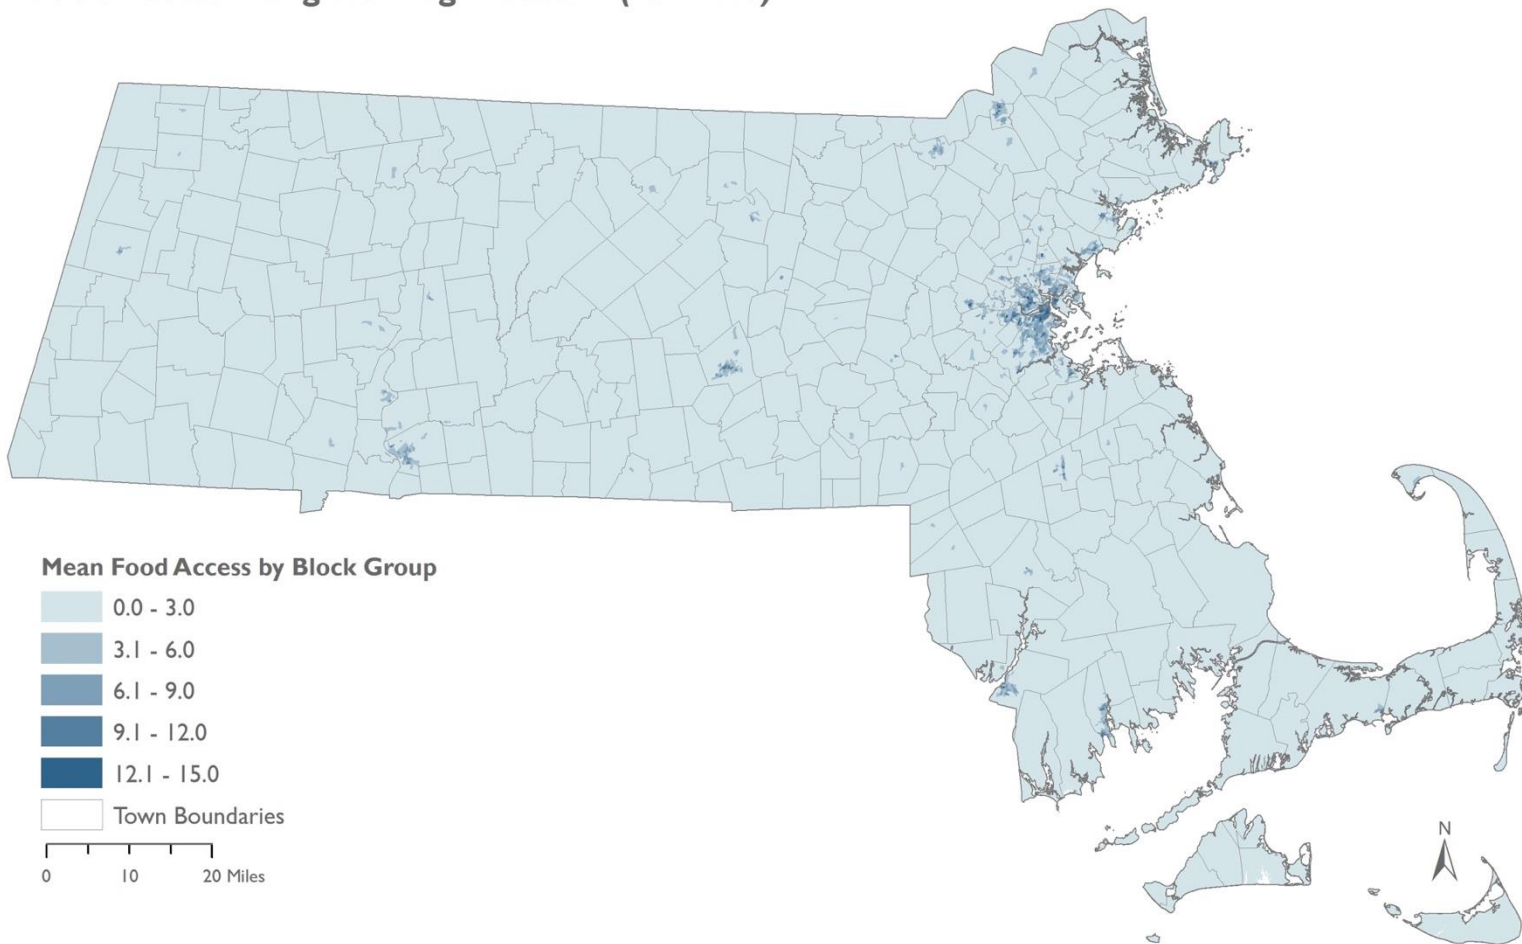 Mean Food Access by Block Group
0.0 - 3.0
3.1 - 6.0
6.1 - 9.0
9.1 - 12.0
12.1 - 15.0
Town Boundaries
0 10 20 Miles
N